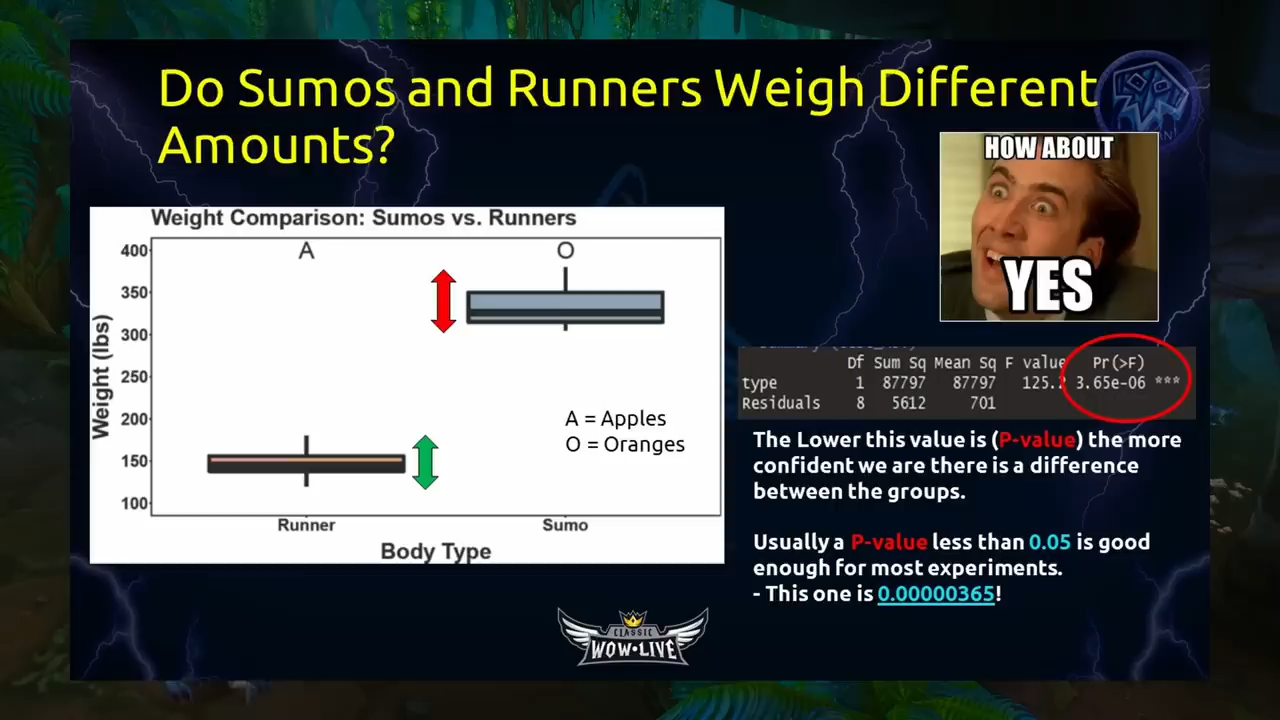 Do Sumos and Runners Weigh Different
Amounts?
HOW ABOUT
YES
Weight Comparison: Sumos vs. Runners
400
350
300
250
200
150
100
Weight (lbs)
A
O
A = Apples
O = Oranges
Runner
Sumo
Body Type
Df Sum Sq Mean Sq F value Pr(>F)
type 1 87797 87797 125.2 3.65e-06 ***
Residuals 8 5612 701
The Lower this value is (P-value) the more
confident we are there is a difference
between the groups.
Usually a P-value less than 0.05 is good
enough for most experiments.
- This one is 0.00000365!
CLASSIC
WOW•LIVE